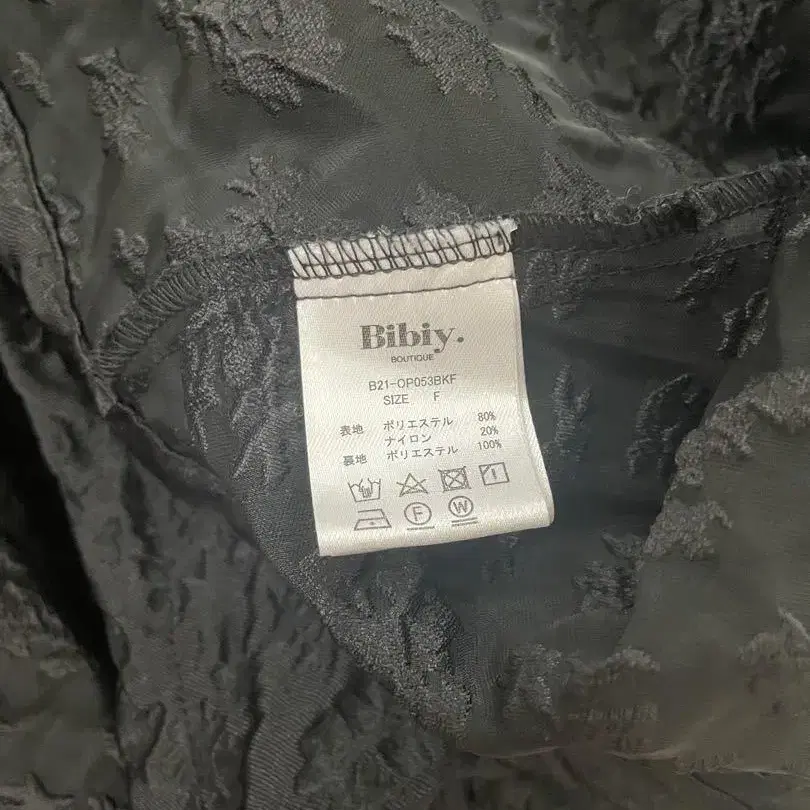 Bibiy.
BOUTIQUE
B21-OP053BKF
SIZE F
表地 ポリエステル 80%
ナイロン 20%
裏地 ポリエステル 100%
F W